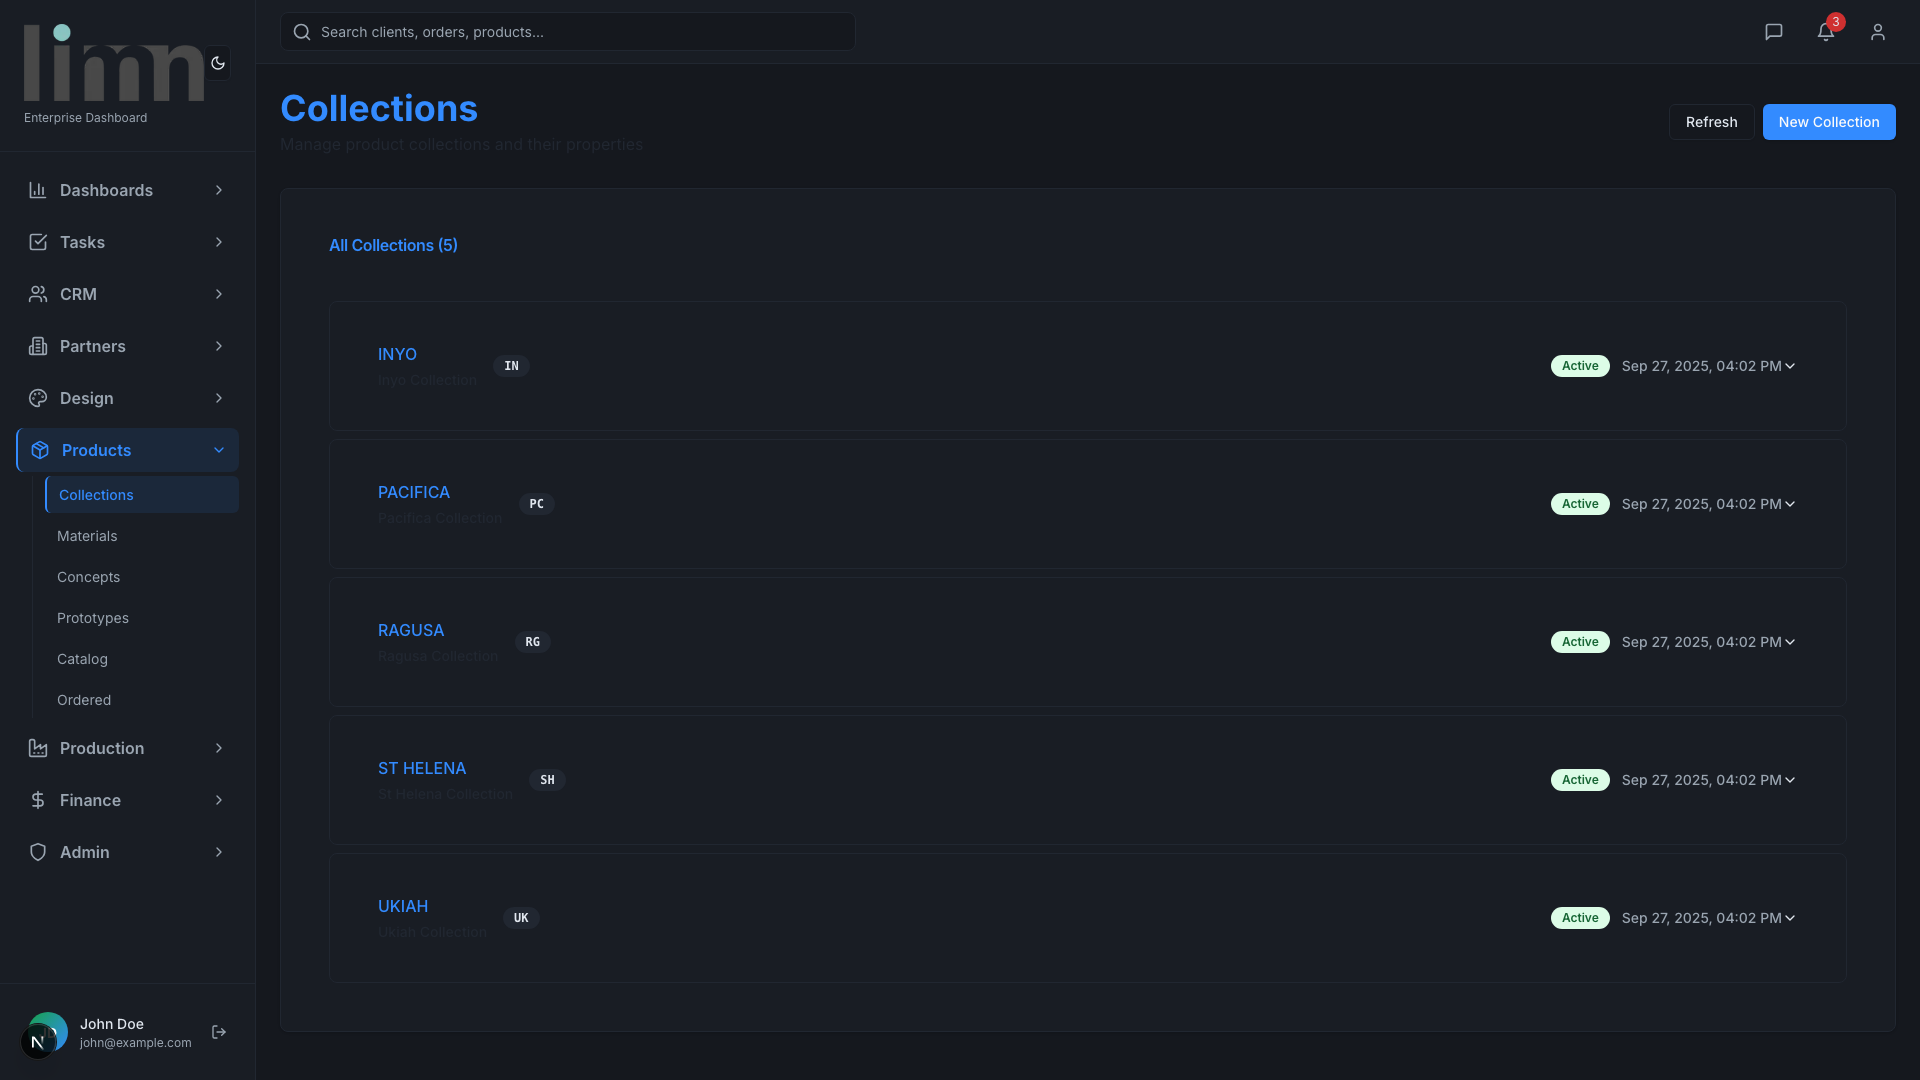 limn
Enterprise Dashboard
Search clients, orders, products...
3
Collections
Manage product collections and their properties
Refresh
New Collection
Dashboards
Tasks
CRM
Partners
Design
Products
Collections
Materials
Concepts
Prototypes
Catalog
Ordered
Production
Finance
Admin
John Doe
john@example.com
N
All Collections (5)
INYO
Inyo Collection
IN
Active
Sep 27, 2025, 04:02 PM
PACIFICA
Pacifica Collection
PC
Active
Sep 27, 2025, 04:02 PM
RAGUSA
Ragusa Collection
RG
Active
Sep 27, 2025, 04:02 PM
ST HELENA
St Helena Collection
SH
Active
Sep 27, 2025, 04:02 PM
UKIAH
Ukiah Collection
UK
Active
Sep 27, 2025, 04:02 PM